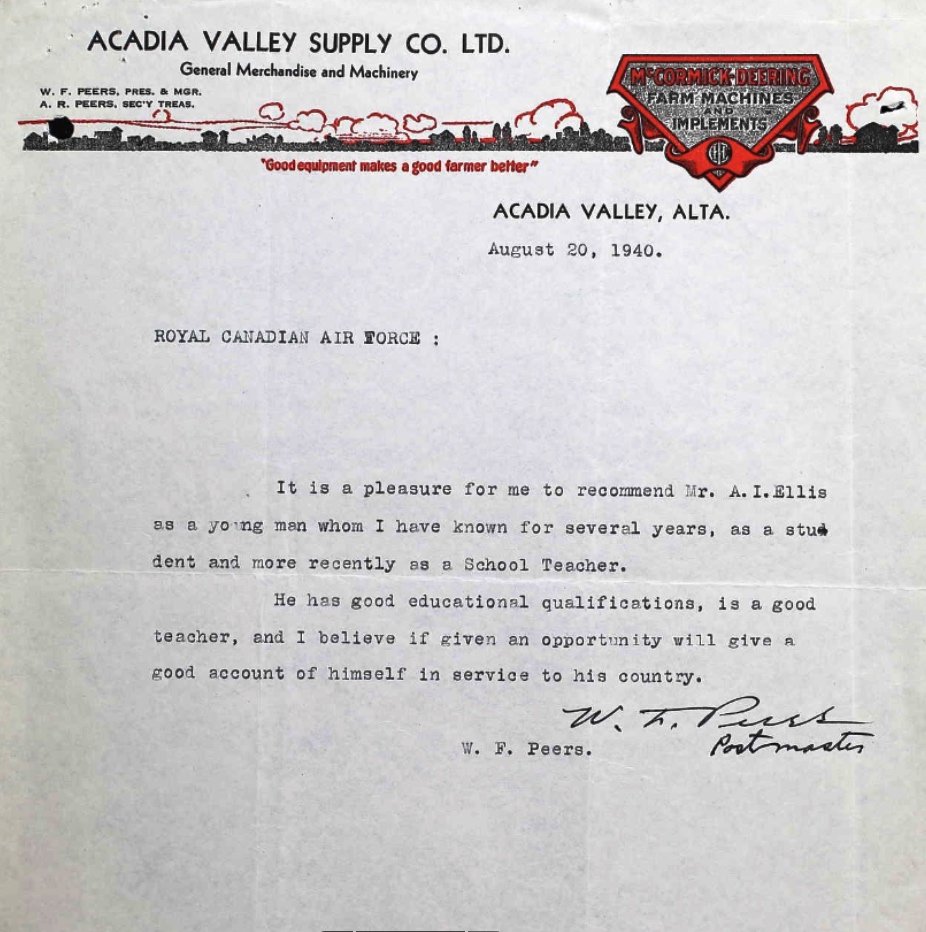 ACADIA VALLEY SUPPLY CO. LTD.
General Merchandise and Machinery
W. F. PEERS, PRES. & MGR.
A. R. PEERS, SEC'Y TREAS.
McCORMICK-DEERING
FARM MACHINES
AND
IMPLEMENTS
IHC
"Good equipment makes a good farmer better"
ACADIA VALLEY, ALTA.
August 20, 1940.
ROYAL CANADIAN AIR FORCE :
It is a pleasure for me to recommend Mr. A.I.Ellis
as a young man whom I have known for several years, as a stu
dent and more recently as a School Teacher.
He has good educational qualifications, is a good
teacher, and I believe if given an opportunity will give a
good account of himself in service to his country.
W. F. Peers
W. F. Peers.
Postmaster